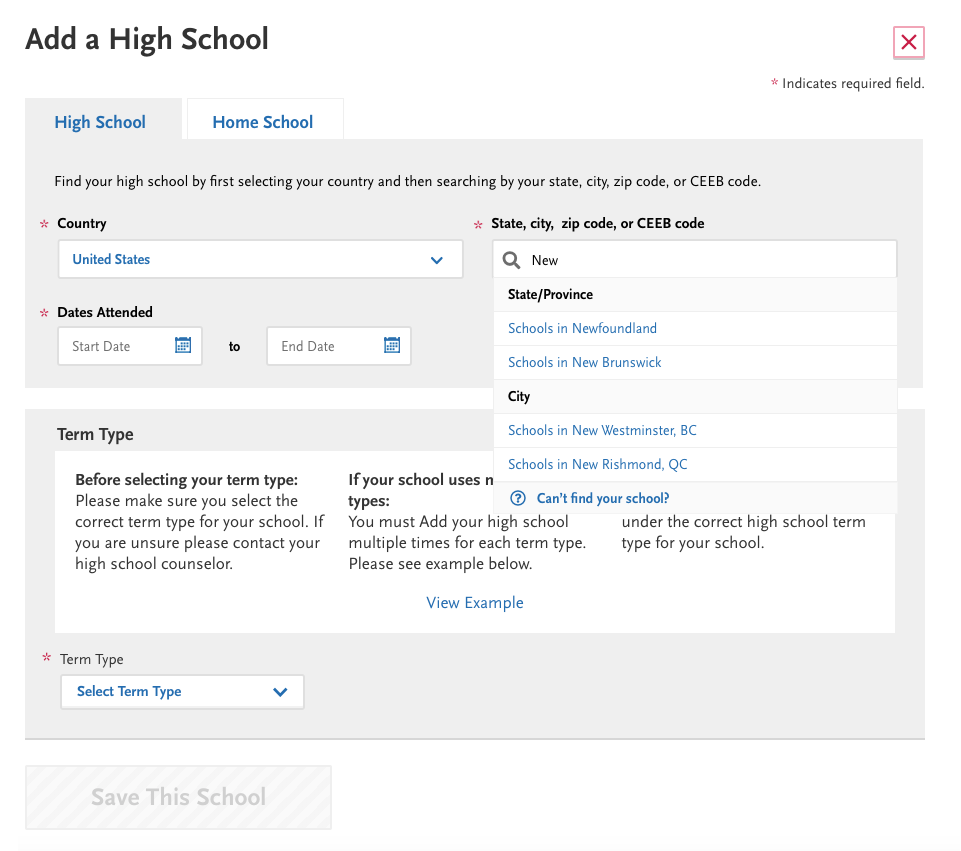 Add a High School
* Indicates required field.
High School
Home School
Find your high school by first selecting your country and then searching by your state, city, zip code, or CEEB code.
* Country
United States
* State, city, zip code, or CEEB code
New
State/Province
Schools in Newfoundland
Schools in New Brunswick
City
Schools in New Westminster, BC
Schools in New Rishmond, QC
Can't find your school?
* Dates Attended
Start Date
to
End Date
Term Type
Before selecting your term type:
Please make sure you select the
correct term type for your school. If
you are unsure please contact your
high school counselor.
If your school uses
types:
You must Add your high school
multiple times for each term type.
Please see example below.
under the correct high school term
type for your school.
View Example
* Term Type
Select Term Type
Save This School